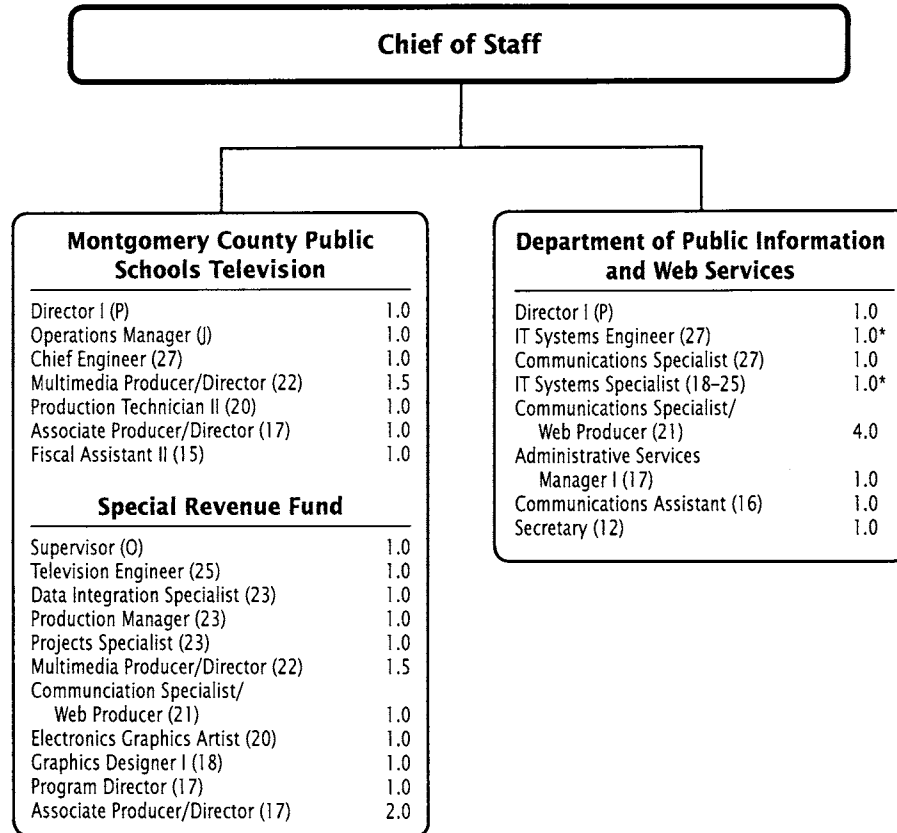 Chief of Staff
Montgomery County Public
Schools Television
Director I (P) 1.0
Operations Manager (J) 1.0
Chief Engineer (27) 1.0
Multimedia Producer/Director (22) 1.5
Production Technician II (20) 1.0
Associate Producer/Director (17) 1.0
Fiscal Assistant II (15) 1.0
Special Revenue Fund
Supervisor (O) 1.0
Television Engineer (25) 1.0
Data Integration Specialist (23) 1.0
Production Manager (23) 1.0
Projects Specialist (23) 1.0
Multimedia Producer/Director (22) 1.5
Communciation Specialist/
Web Producer (21) 1.0
Electronics Graphics Artist (20) 1.0
Graphics Designer I (18) 1.0
Program Director (17) 1.0
Associate Producer/Director (17) 2.0
Department of Public Information
and Web Services
Director I (P) 1.0
IT Systems Engineer (27) 1.0*
Communications Specialist (27) 1.0
IT Systems Specialist (18–25) 1.0*
Communications Specialist/
Web Producer (21) 4.0
Administrative Services
Manager I (17) 1.0
Communications Assistant (16) 1.0
Secretary (12) 1.0